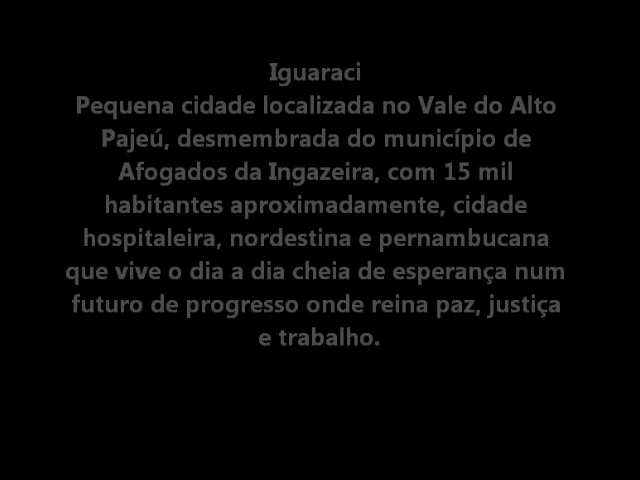 Iguaraci
Pequena cidade localizada no Vale do Alto
Pajeú, desmembrada do município de
Afogados da Ingazeira, com 15 mil
habitantes aproximadamente, cidade
hospitaleira, nordestina e pernambucana
que vive o dia a dia cheia de esperança num
futuro de progresso onde reina paz, justiça
e trabalho.